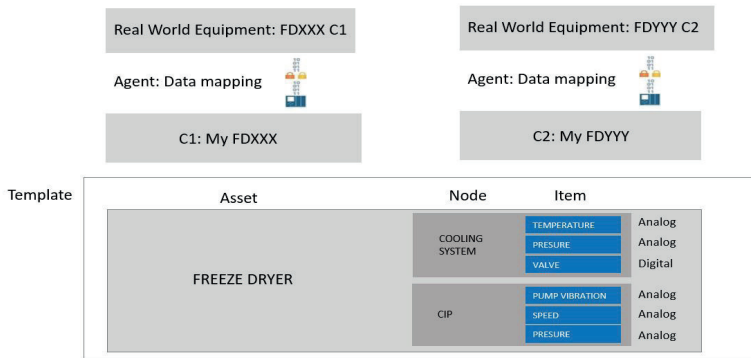 Real World Equipment: FDXXX C1
Real World Equipment: FDYYY C2
Agent: Data mapping
Agent: Data mapping
C1: My FDXXX
C2: My FDYYY
Template
Asset
Node
Item
FREEZE DRYER
COOLING
SYSTEM
TEMPERATURE
Analog
PRESURE
Analog
VALVE
Digital
CIP
PUMP VIBRATION
Analog
SPEED
Analog
PRESURE
Analog